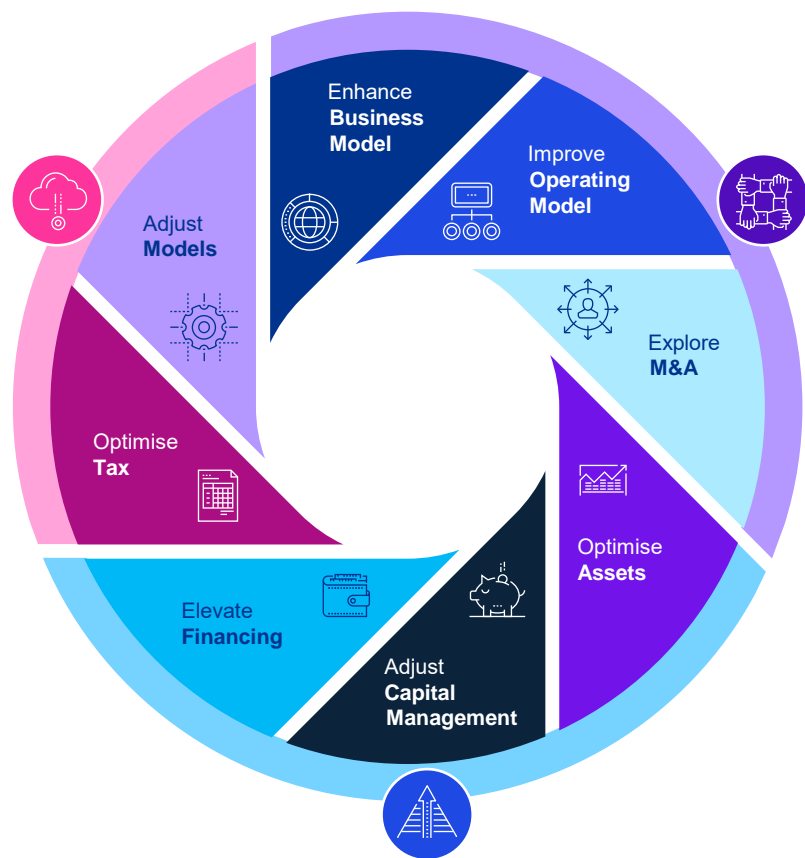 Enhance
Business
Model
Improve
Operating
Model
Explore
M&A
Optimise
Assets
Adjust
Capital
Management
Elevate
Financing
Optimise
Tax
Adjust
Models